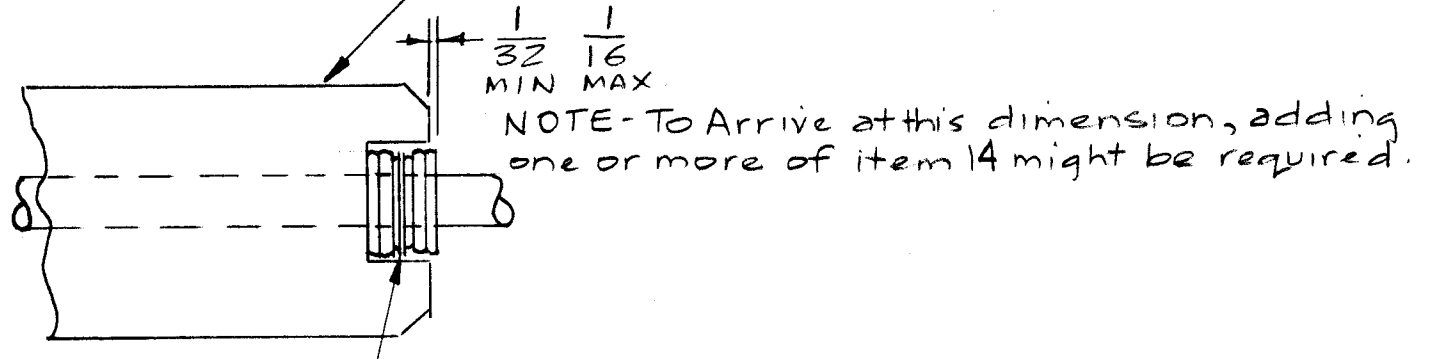 1/32 1/16
MIN MAX
NOTE- To Arrive at this dimension, adding
one or more of item 14 might be required.